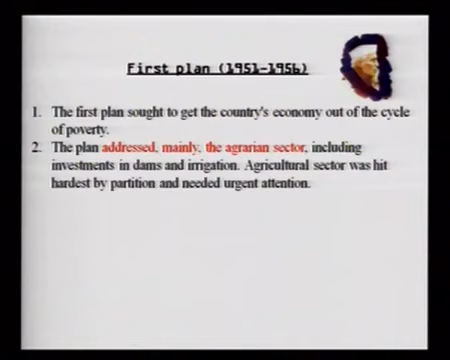 First plan (1951-1956)
1. The first plan sought to get the country's economy out of the cycle
of poverty.
2. The plan addressed, mainly, the agrarian sector, including
investments in dams and irrigation. Agricultural sector was hit
hardest by partition and needed urgent attention.